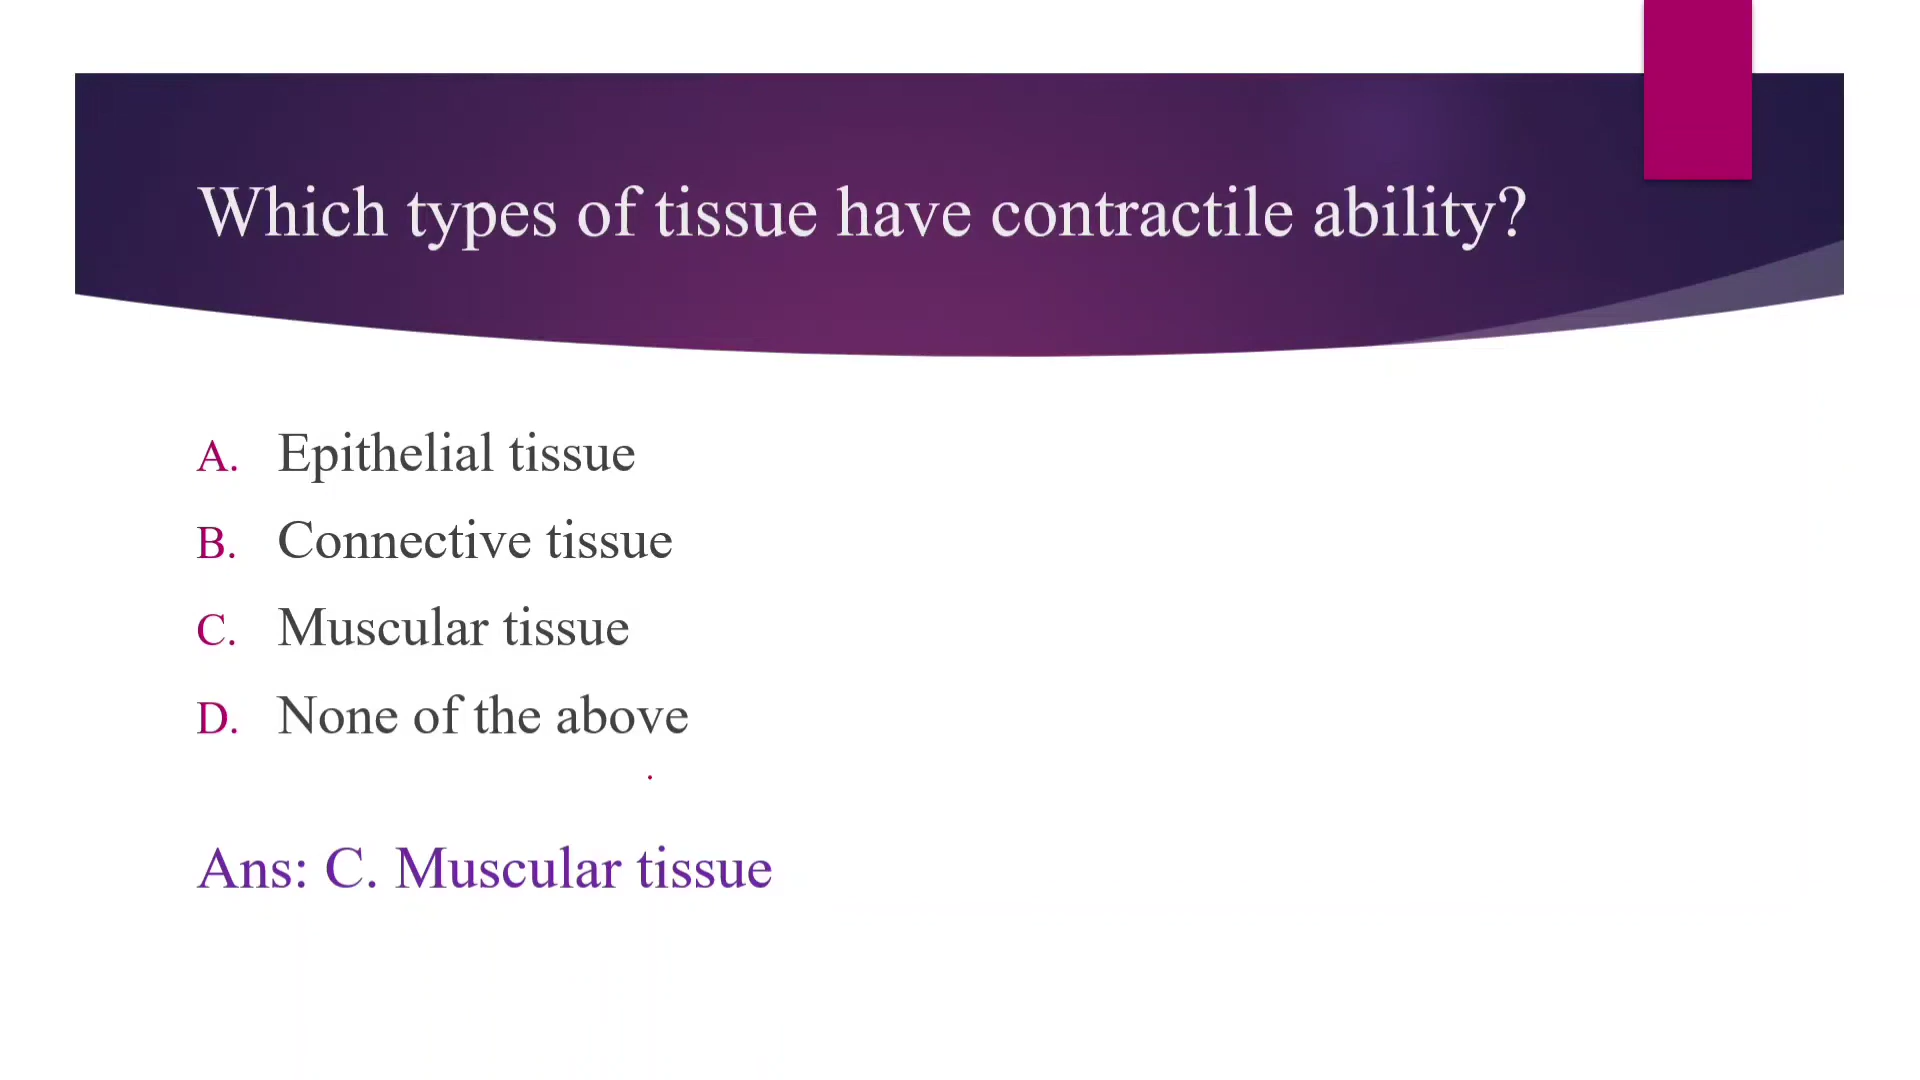 Which types of tissue have contractile ability?
A. Epithelial tissue
B. Connective tissue
C. Muscular tissue
D. None of the above
Ans: C. Muscular tissue